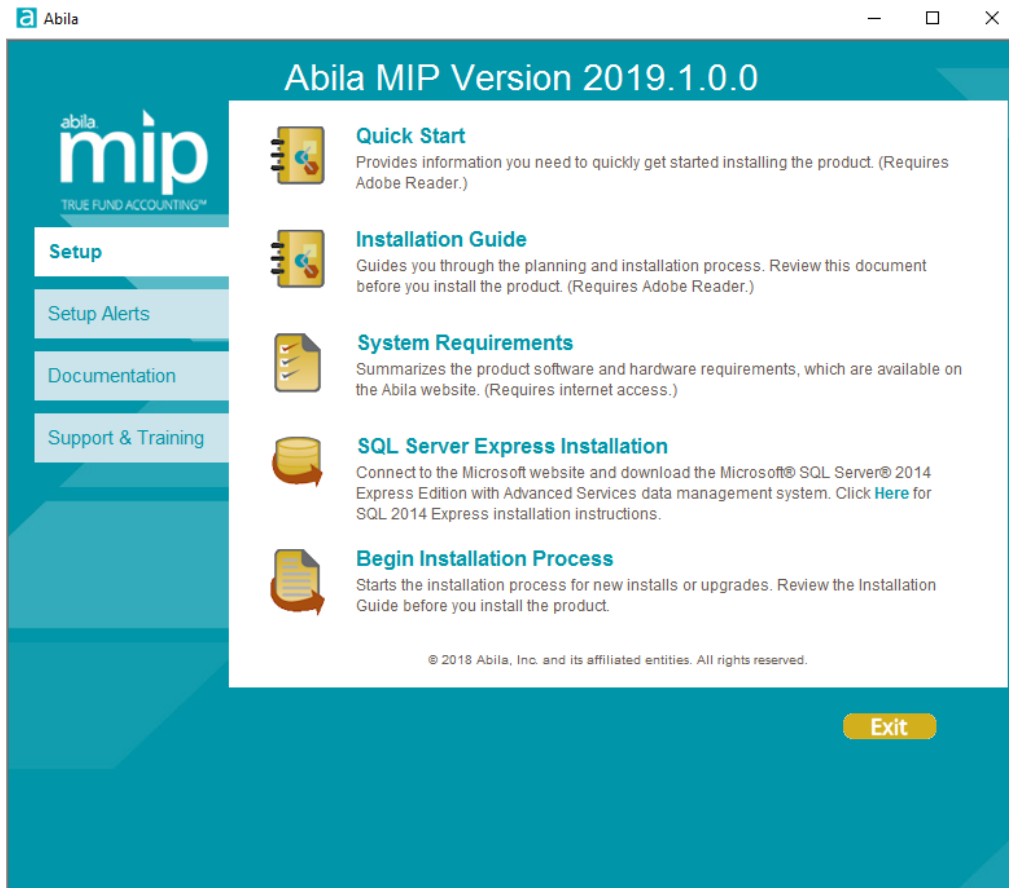 Abila
Abila MIP Version 2019.1.0.0
abila
mip
TRUE FUND ACCOUNTING™
Setup
Setup Alerts
Documentation
Support & Training
Quick Start
Provides information you need to quickly get started installing the product. (Requires
Adobe Reader.)
Installation Guide
Guides you through the planning and installation process. Review this document
before you install the product. (Requires Adobe Reader.)
System Requirements
Summarizes the product software and hardware requirements, which are available on
the Abila website. (Requires internet access.)
SQL Server Express Installation
Connect to the Microsoft website and download the Microsoft® SQL Server® 2014
Express Edition with Advanced Services data management system. Click Here for
SQL 2014 Express installation instructions.
Begin Installation Process
Starts the installation process for new installs or upgrades. Review the Installation
Guide before you install the product.
© 2018 Abila, Inc. and its affiliated entities. All rights reserved.
Exit